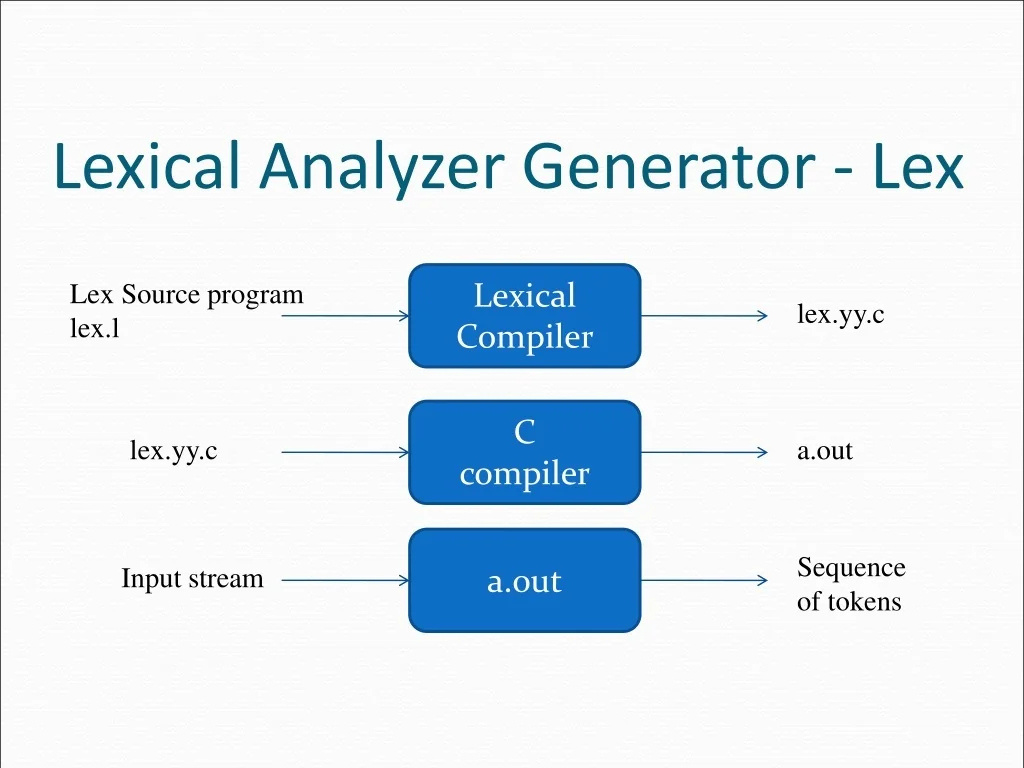 Lexical Analyzer Generator - Lex
Lex Source program
lex.l
Lexical
Compiler
lex.yy.c
lex.yy.c
C
compiler
a.out
Input stream
a.out
Sequence
of tokens